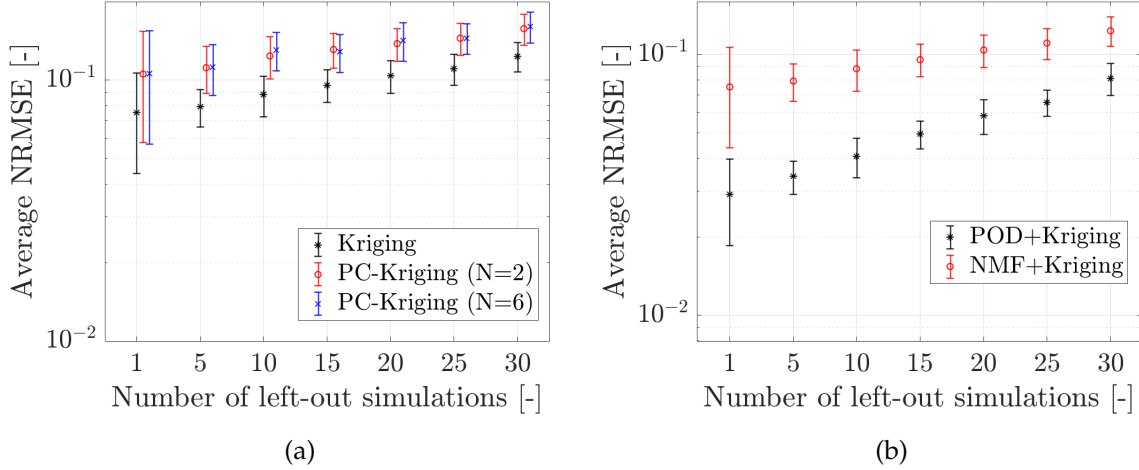 Average NRMSE [-]
10^{-1}
10^{-2}
Kriging
PC-Kriging (N=2)
PC-Kriging (N=6)
1 5 10 15 20 25 30
Number of left-out simulations [-]
(a)
Average NRMSE [-]
10^{-1}
10^{-2}
POD+Kriging
NMF+Kriging
1 5 10 15 20 25 30
Number of left-out simulations [-]
(b)